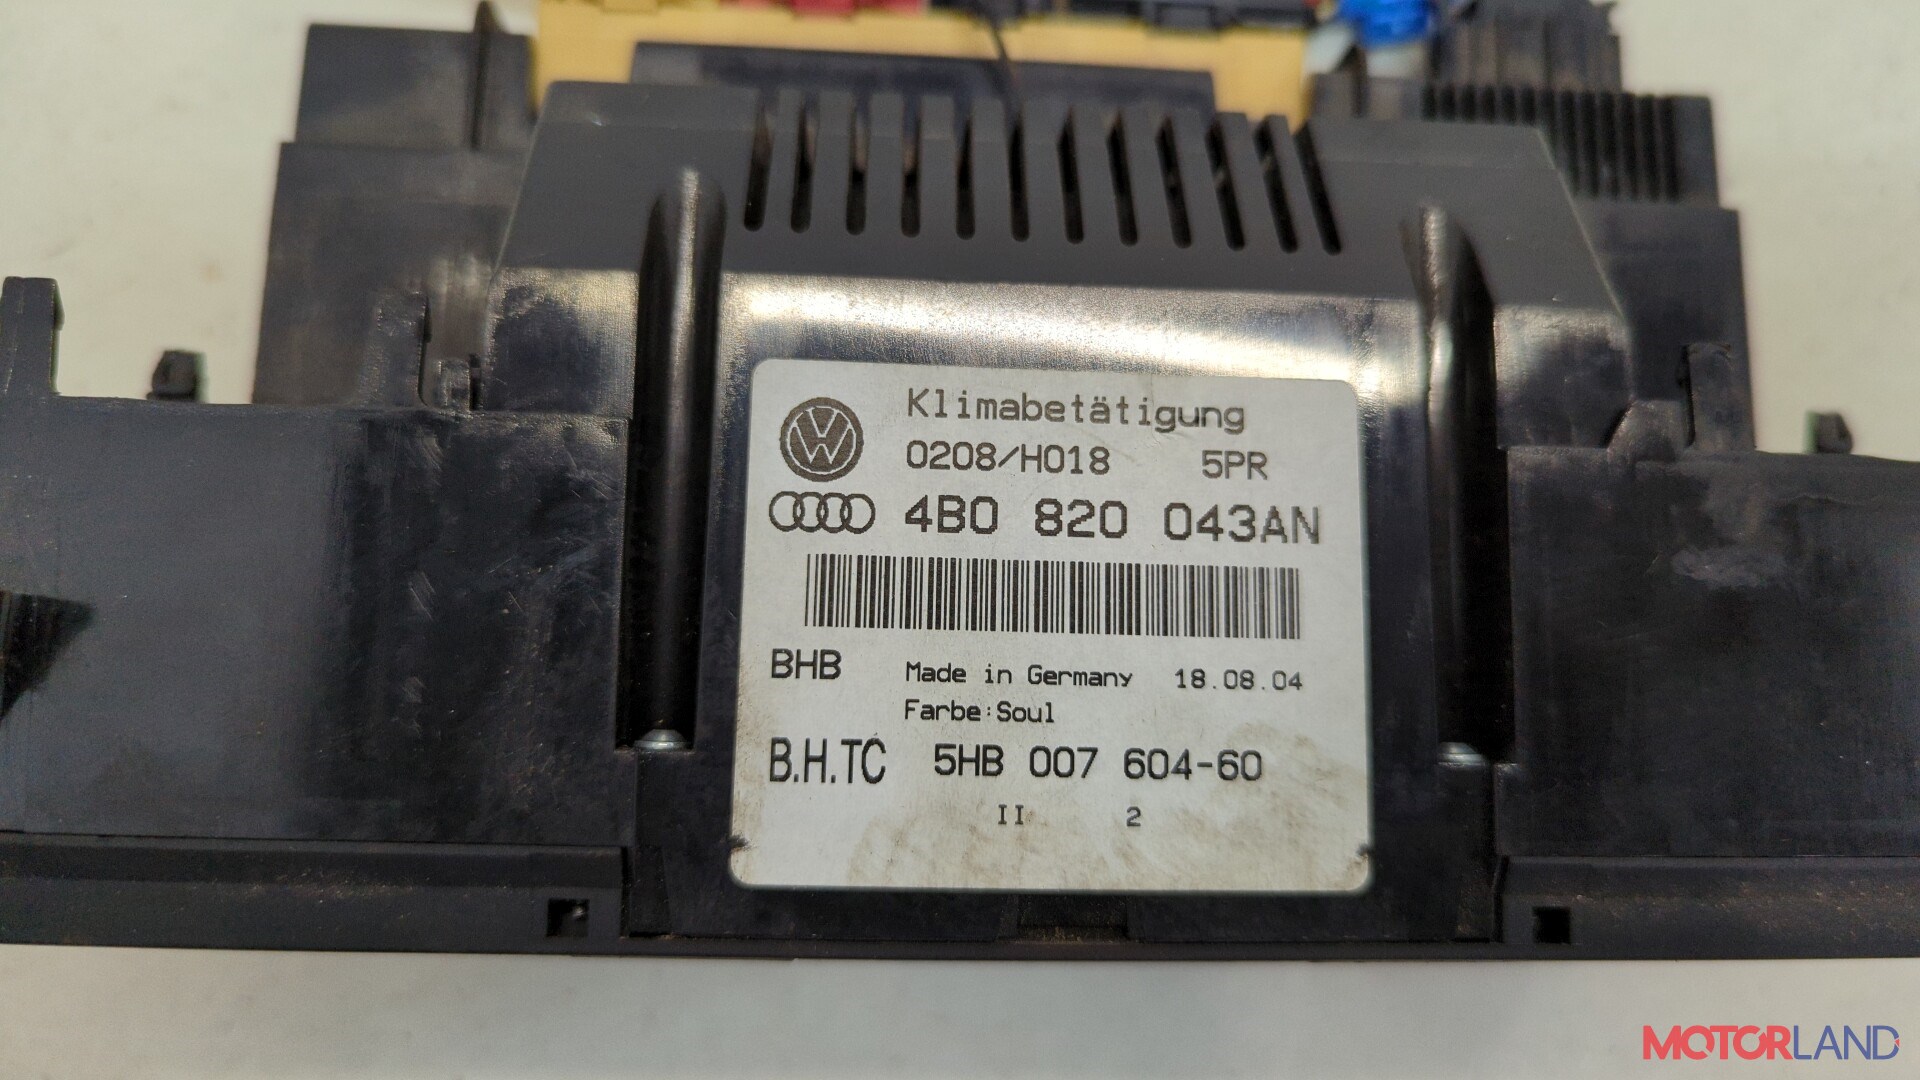 Klimabetätigung
0208/H018 5PR
4B0 820 043AN
BHB Made in Germany 18.08.04
Farbe:Soul
B.H.TC 5HB 007 604-60
II 2
MOTORLAND